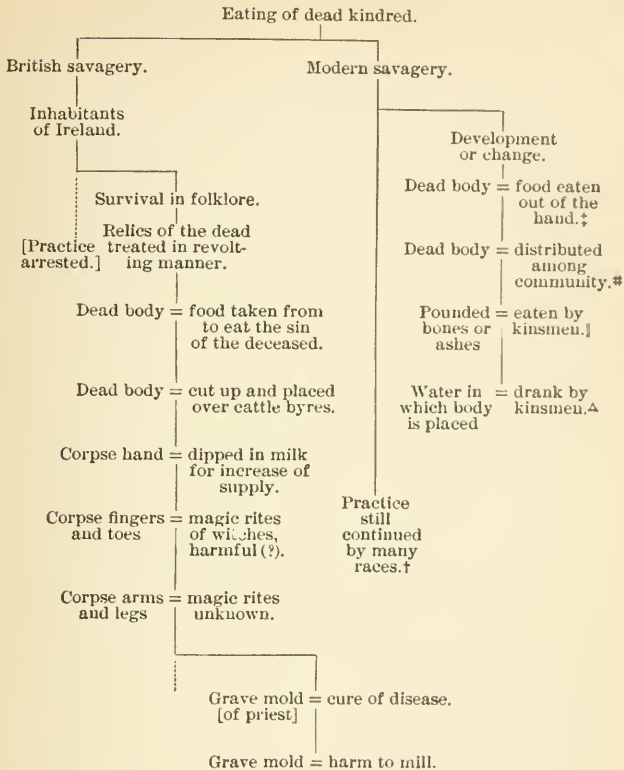 Eating of dead kindred.
British savagery.
Modern savagery.
Inhabitants
of Ireland.
Survival in folklore.
[Practice
arrested.]
Relics of the dead
treated in revolt-
ing manner.
Dead body = food taken from
to eat the sin
of the deceased.
Dead body = cut up and placed
over cattle byres.
Corpse hand = dipped in milk
for increase of
supply.
Corpse fingers = magic rites
and toes of witches,
harmful (?).
Corpse arms = magic rites
and legs unknown.
Grave mold = cure of disease.
[of priest]
Grave mold = harm to mill.
Development
or change.
Dead body = food eaten
out of the
hand.‡
Dead body = distributed
among
community.#
Pounded = eaten by
bones or kinsmen.‖
ashes
Water in = drank by
which body kinsmen.△
is placed
Practice
still
continued
by many
races.†